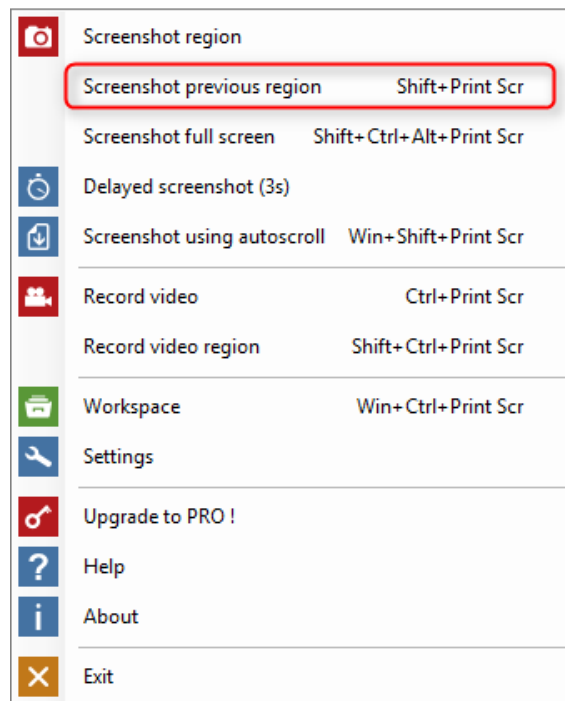 Screenshot region
Screenshot previous region Shift+Print Scr
Screenshot full screen Shift+Ctrl+Alt+Print Scr
Delayed screenshot (3s)
Screenshot using autoscroll Win+Shift+Print Scr
Record video Ctrl+Print Scr
Record video region Shift+Ctrl+Print Scr
Workspace Win+Ctrl+Print Scr
Settings
Upgrade to PRO !
? Help
i About
Exit